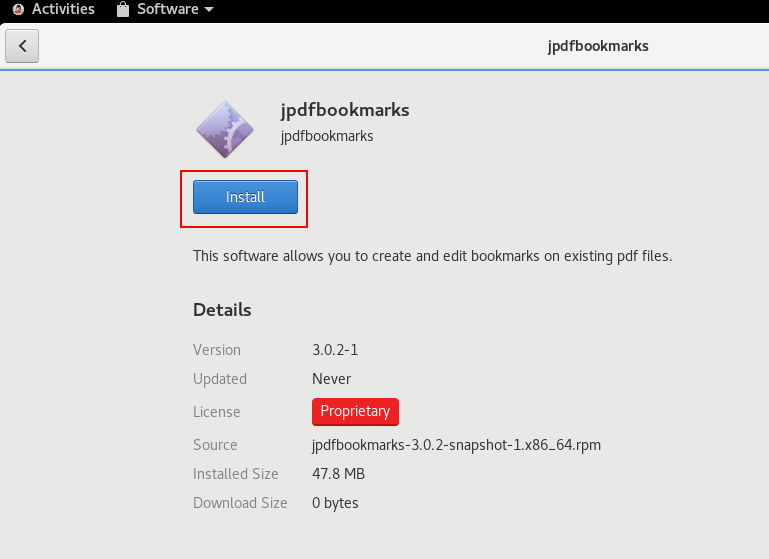 Activities Software
jpdfbookmarks
jpdfbookmarks
jpdfbookmarks
Install
This software allows you to create and edit bookmarks on existing pdf files.
Details
Version 3.0.2-1
Updated Never
License Proprietary
Source jpdfbookmarks-3.0.2-snapshot-1.x86_64.rpm
Installed Size 47.8 MB
Download Size 0 bytes